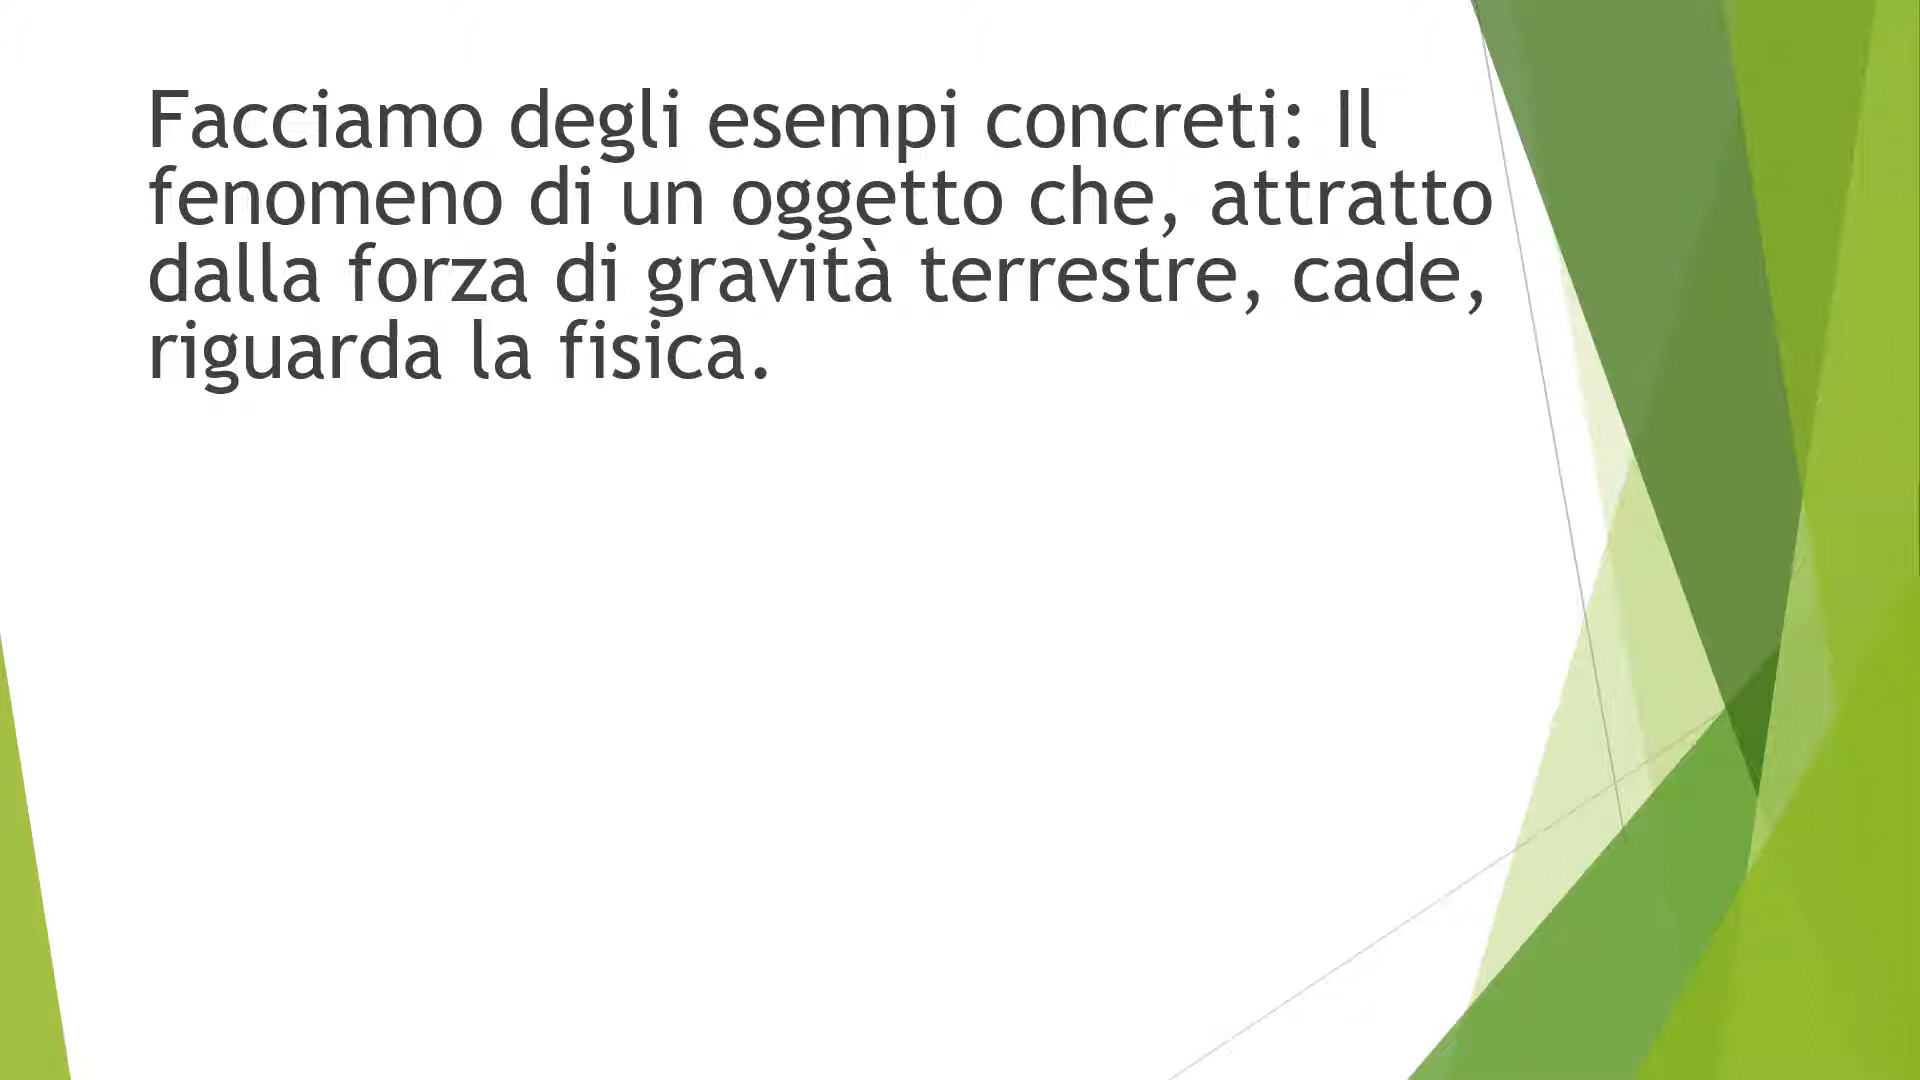 Facciamo degli esempi concreti: Il
fenomeno di un oggetto che, attratto
dalla forza di gravità terrestre, cade,
riguarda la fisica.